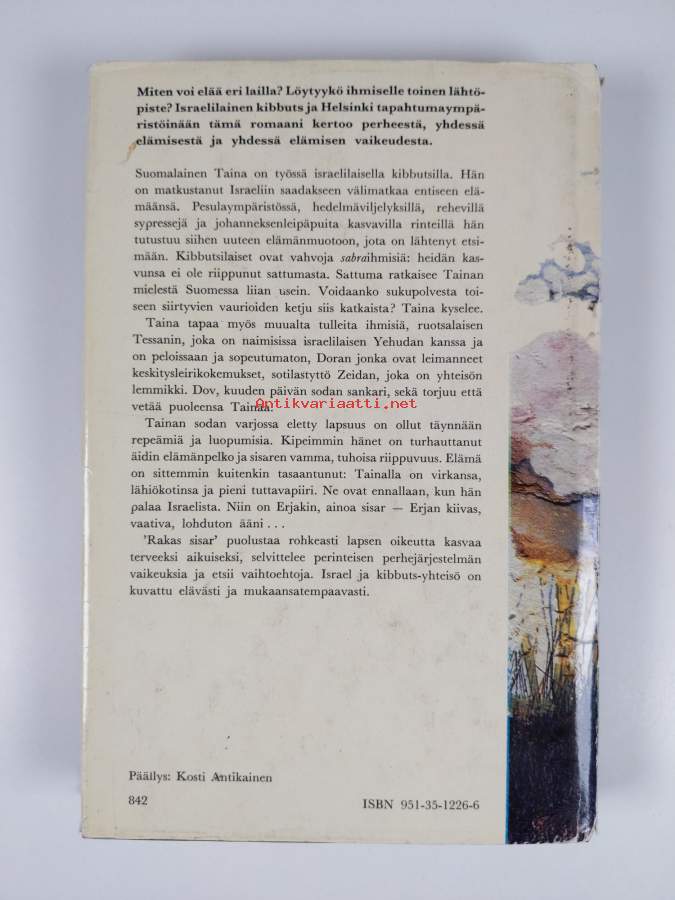 Miten voi elää eri lailla? Löytyykö ihmiselle toinen lähtö-
piste? Israelilainen kibbuts ja Helsinki tapahtumaympä-
ristöinään tämä romaani kertoo perheestä, yhdessä
elämisestä ja yhdessä elämisen vaikeudesta.
Suomalainen Taina on työssä israelilaisella kibbutsilla. Hän
on matkustanut Israeliin saadakseen välimatkaa entiseen elä-
määnsä. Pesulaympäristössä, hedelmäviljelyksillä, rehevillä
sypressejä ja johanneksenleipäpuita kasvavilla rinteillä hän
tutustuu siihen uuteen elämänmuotoon, jota on lähtenyt etsi-
mään. Kibbutsilaiset ovat vahvoja sabraihmisiä: heidän kas-
vunsa ei ole riippunut sattumasta. Sattuma ratkaisee Tainan
mielestä Suomessa liian usein. Voidaanko sukupolvesta toi-
seen siirtyvien vaurioiden ketju siis katkaista? Taina kyselee.
Taina tapaa myös muualta tulleita ihmisiä, ruotsalaisen
Tessanin, joka on naimisissa israelilaisen Yehudan kanssa ja
on peloissaan ja sopeutumaton, Doran jonka ovat leimanneet
keskitysleirikokemukset, sotilastyttö Zeidan, joka on yhteisön
lemmikki. Dov, kuuden päivän sodan sankari, sekä torjuu että
vetää puoleensa Tainaa.
Antikvariaatti.net
Tainan sodan varjossa eletty lapsuus on ollut täynnään
repeämiä ja luopumisia. Kipeimmin hänet on turhauttanut
äidin elämänpelko ja sisaren vamma, tuhoisa riippuvuus. Elämä
on sittemmin kuitenkin tasaantunut: Tainalla on virkansa,
lähiökotinsa ja pieni tuttavapiiri. Ne ovat ennallaan, kun hän
palaa Israelista. Niin on Erjakin, ainoa sisar — Erjan kiivas,
vaativa, lohduton ääni . . .
'Rakas sisar' puolustaa rohkeasti lapsen oikeutta kasvaa
terveeksi aikuiseksi, selvittelee perinteisen perhejärjestelmän
vaikeuksia ja etsii vaihtoehtoja. Israel ja kibbuts-yhteisö on
kuvattu elävästi ja mukaansatempaavasti.
Päällys: Kosti Antikainen
842
ISBN 951-35-1226-6